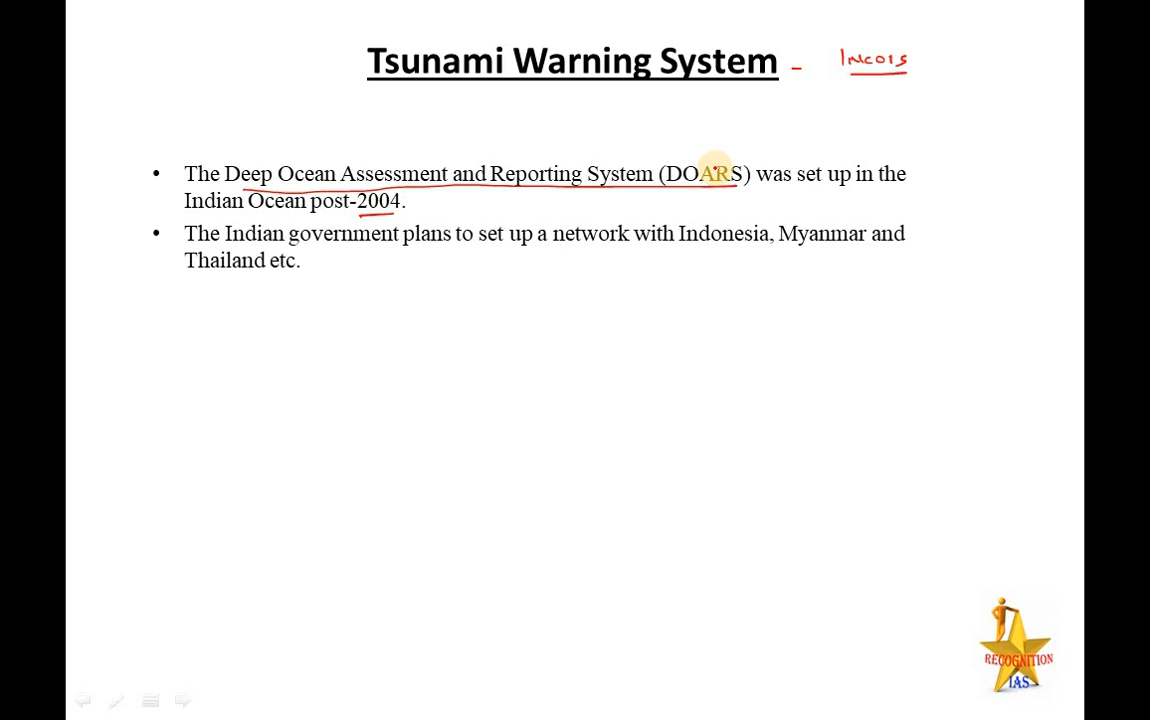 Tsunami Warning System - Incois
• The Deep Ocean Assessment and Reporting System (DOARS) was set up in the
Indian Ocean post-2004.
• The Indian government plans to set up a network with Indonesia, Myanmar and
Thailand etc.
RECOGNITION
IAS